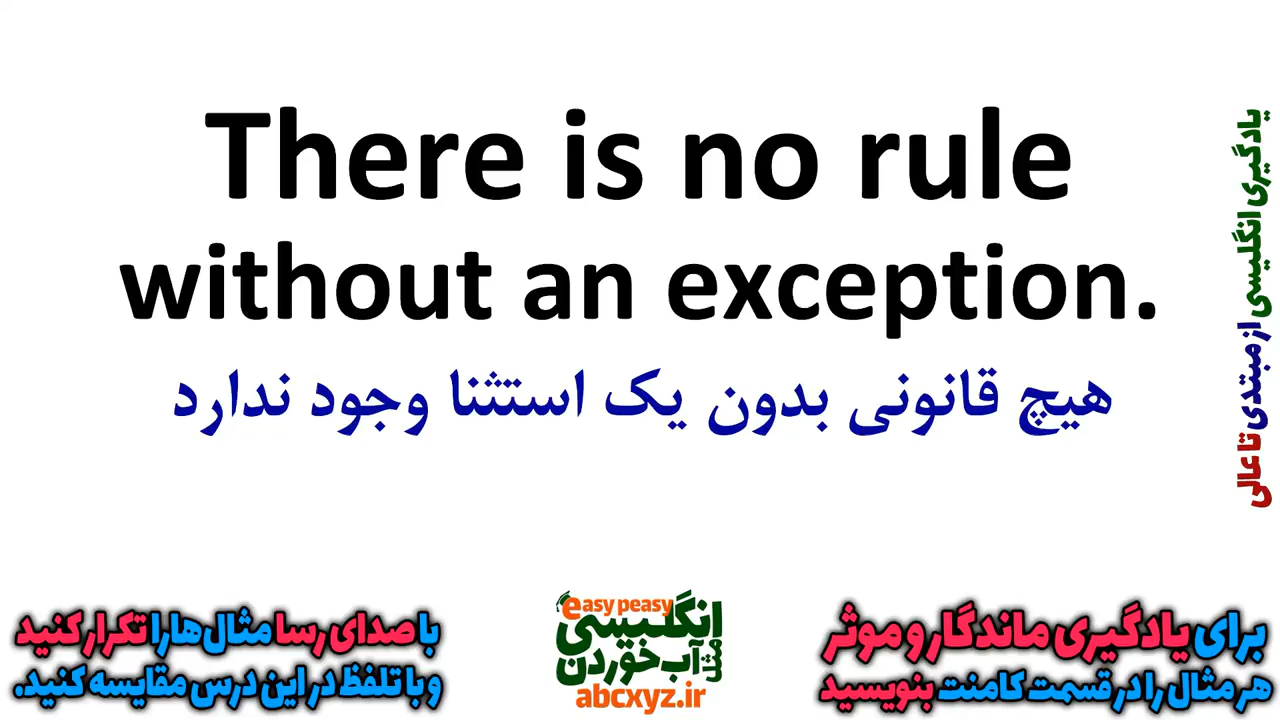 There is no rule
without an exception.
هیچ قانونی بدون یک استثنا وجود ندارد
یادگیری انگلیسی از مبتدی تا عالی
برای یادگیری ماندگار و موثر
هر مثال را در قسمت کامنت بنویسید
easy peasy
انگلیسی
مثل آب خوردن
abcxyz.ir
با صدای رسا مثال‌ها را تکرار کنید
و با تلفظ در این درس مقایسه کنید.